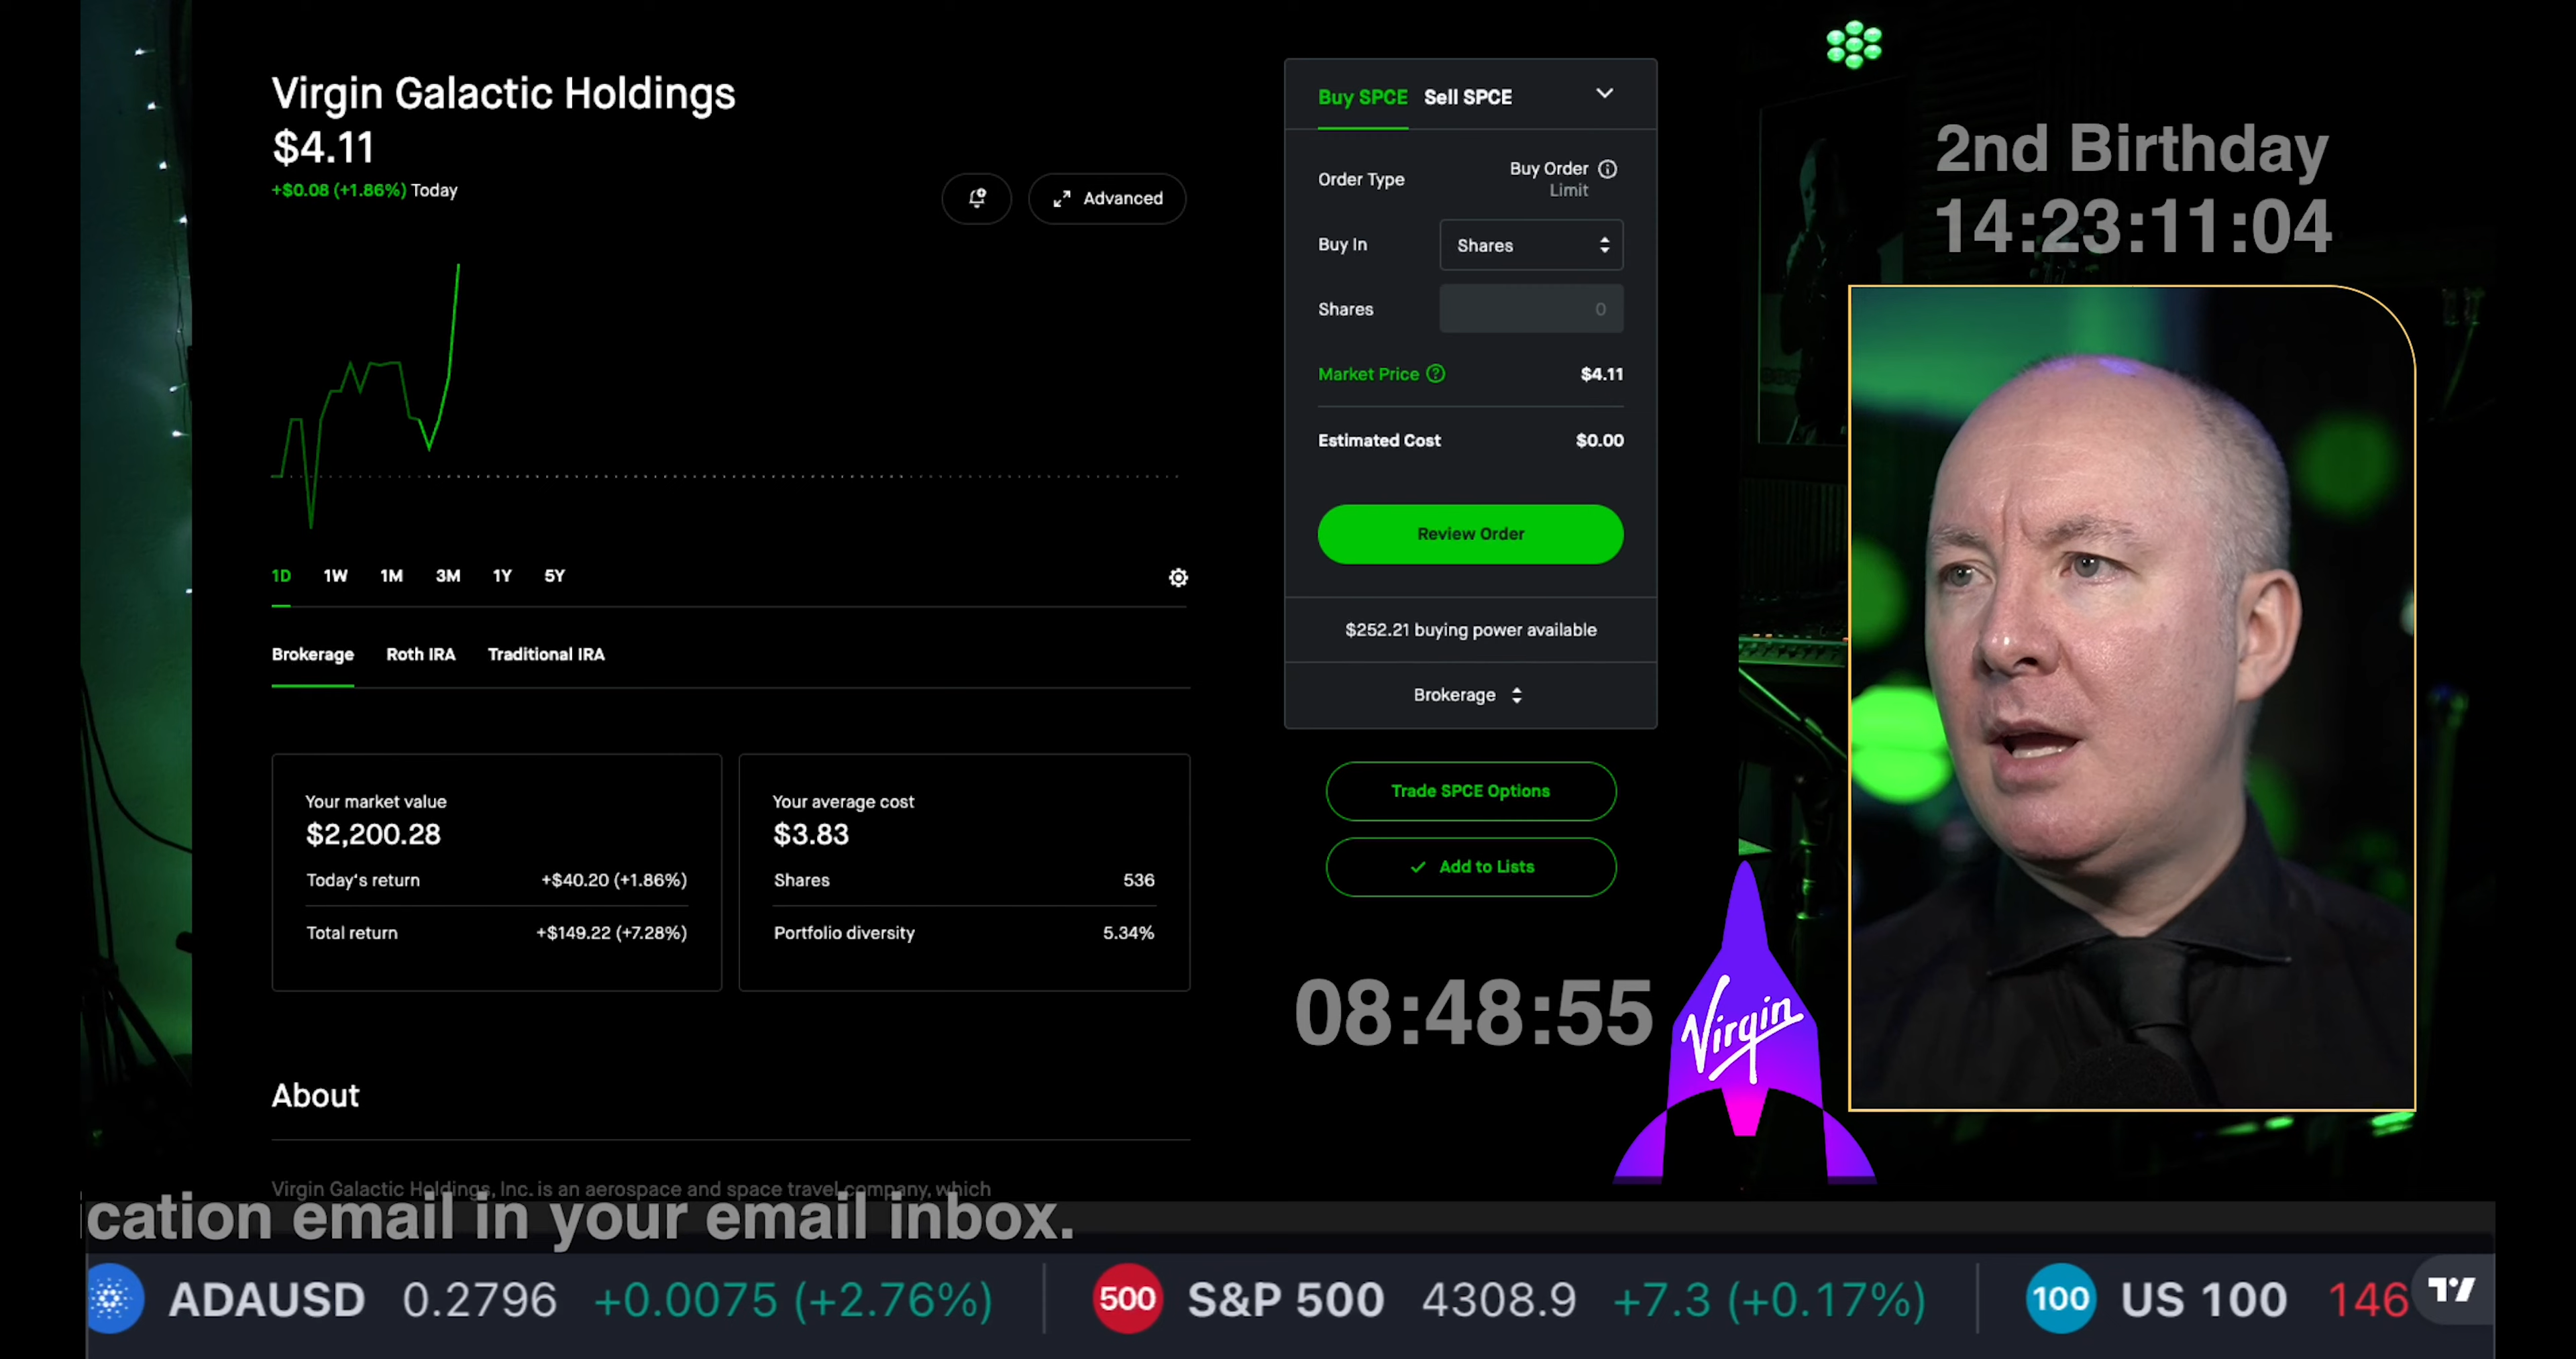 Virgin Galactic Holdings
$4.11
+$0.08 (+1.86%) Today
Advanced
1D 1W 1M 3M 1Y 5Y
Brokerage Roth IRA Traditional IRA
Your market value
$2,200.28
Today's return +$40.20 (+1.86%)
Total return +$149.22 (+7.28%)
Your average cost
$3.83
Shares 536
Portfolio diversity 5.34%
About
Virgin Galactic Holdings, Inc. is an aerospace and space travel company, which
Buy SPCE Sell SPCE
Order Type Buy Order
Limit
Buy In Shares
Shares 0
Market Price $4.11
Estimated Cost $0.00
Review Order
$252.21 buying power available
Brokerage
Trade SPCE Options
Add to Lists
08:48:55
Virgin
2nd Birthday
14:23:11:04
cation email in your email inbox.
ADAUSD 0.2796 +0.0075 (+2.76%) 500 S&P 500 4308.9 +7.3 (+0.17%) 100 US 100 146